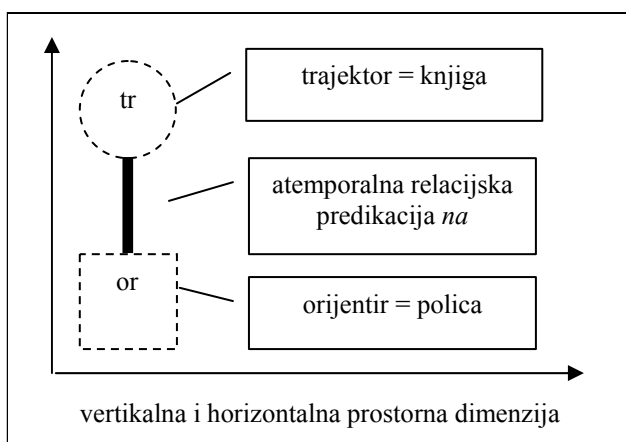 tr
trajektor = knjiga
atemporalna relacijska
predikacija na
or
orijentir = polica
vertikalna i horizontalna prostorna dimenzija